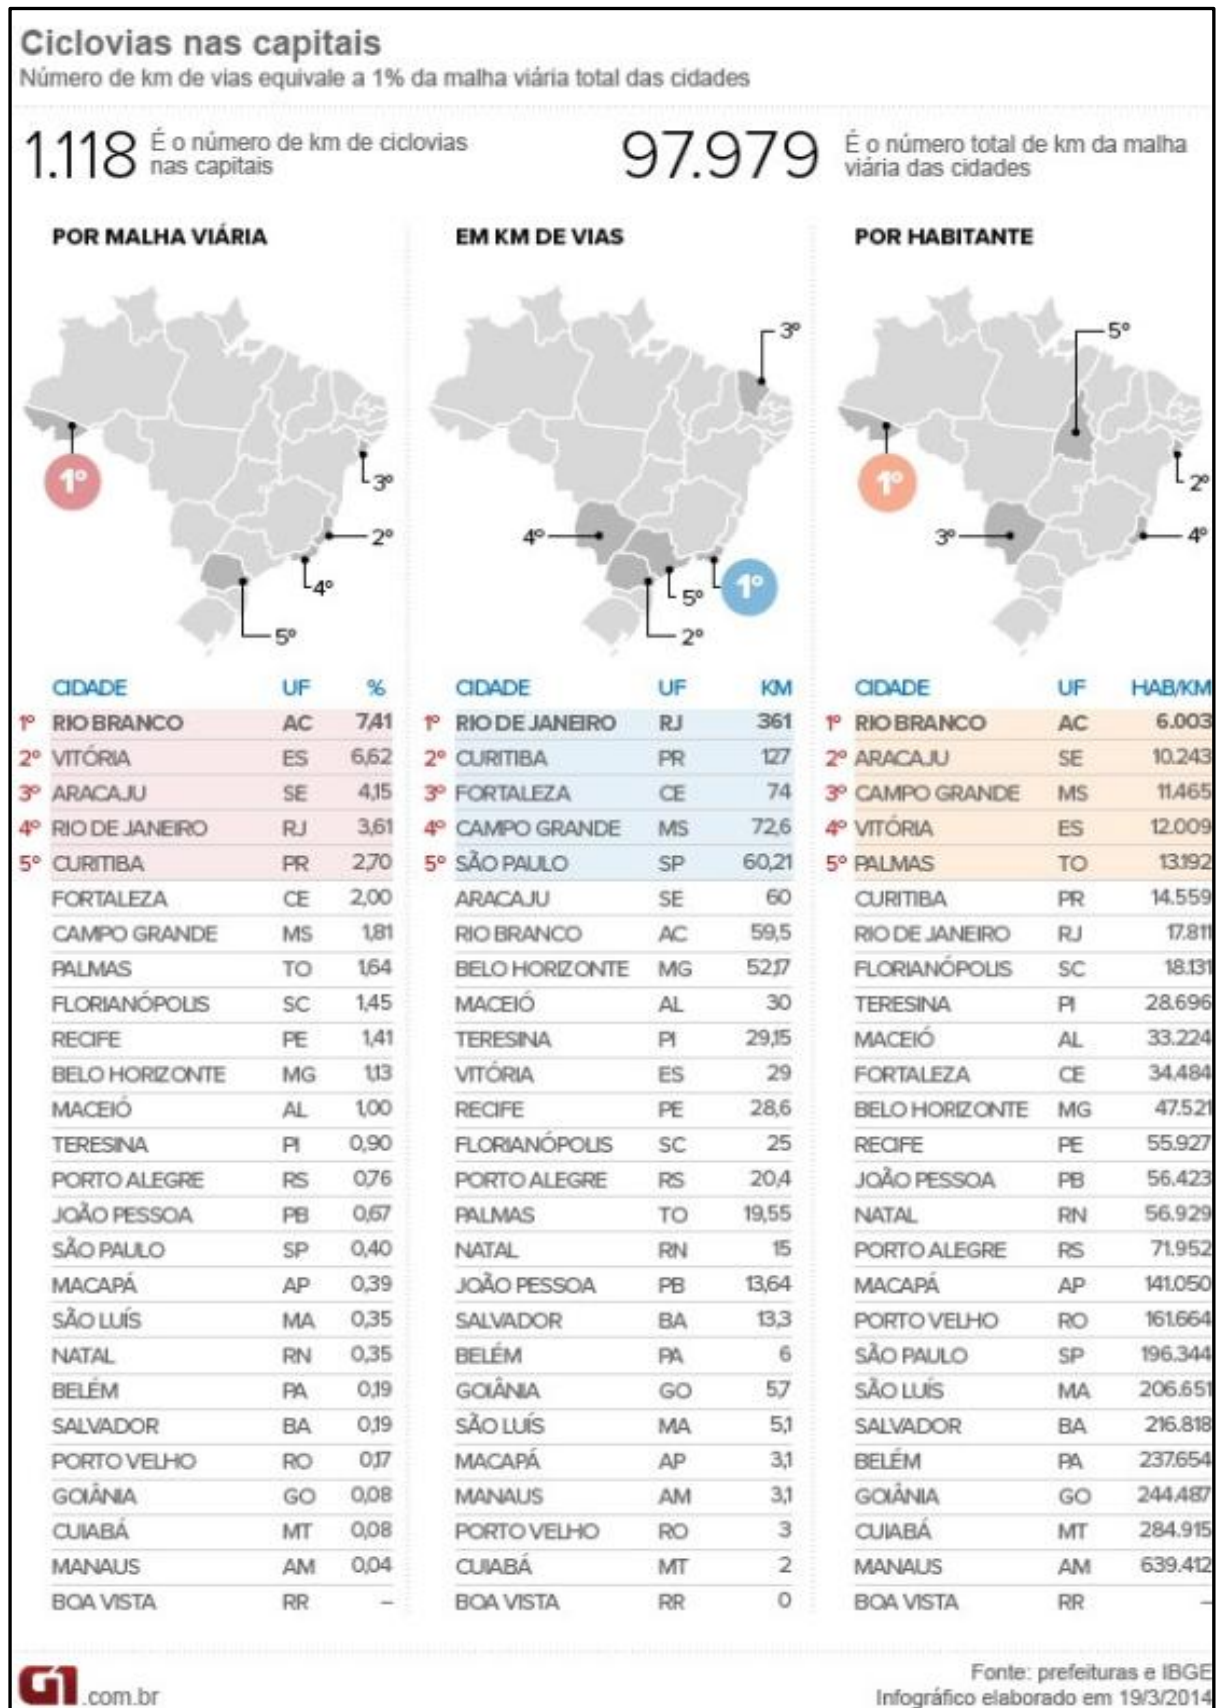 Ciclovias nas capitais
Número de km de vias equivale a 1% da malha viária total das cidades
1.118 É o número de km de ciclovias
nas capitais
97.979 É o número total de km da malha
viária das cidades
POR MALHA VIÁRIA
1º
3º
2º
4º
5º
CIDADE UF %
1º RIO BRANCO AC 7,41
2º VITÓRIA ES 6,62
3º ARACAJU SE 4,15
4º RIO DE JANEIRO RJ 3,61
5º CURITIBA PR 2,70
FORTALEZA CE 2,00
CAMPO GRANDE MS 1,81
PALMAS TO 1,64
FLORIANÓPOLIS SC 1,45
RECIFE PE 1,41
BELO HORIZONTE MG 1,13
MACEIÓ AL 1,00
TERESINA PI 0,90
PORTO ALEGRE RS 0,76
JOÃO PESSOA PB 0,67
SÃO PAULO SP 0,40
MACAPÁ AP 0,39
SÃO LUÍS MA 0,35
NATAL RN 0,35
BELÉM PA 0,19
SALVADOR BA 0,19
PORTO VELHO RO 0,17
GOIÂNIA GO 0,08
CUIABÁ MT 0,08
MANAUS AM 0,04
BOA VISTA RR –
EM KM DE VIAS
3º
4º
1º
5º
2º
CIDADE UF KM
1º RIO DE JANEIRO RJ 361
2º CURITIBA PR 127
3º FORTALEZA CE 74
4º CAMPO GRANDE MS 72,6
5º SÃO PAULO SP 60,21
ARACAJU SE 60
RIO BRANCO AC 59,5
BELO HORIZONTE MG 52,17
MACEIÓ AL 30
TERESINA PI 29,15
VITÓRIA ES 29
RECIFE PE 28,6
FLORIANÓPOLIS SC 25
PORTO ALEGRE RS 20,4
PALMAS TO 19,55
NATAL RN 15
JOÃO PESSOA PB 13,64
SALVADOR BA 13,3
BELÉM PA 6
GOIÂNIA GO 5,7
SÃO LUÍS MA 5,1
MACAPÁ AP 3,1
MANAUS AM 3,1
PORTO VELHO RO 3
CUIABÁ MT 2
BOA VISTA RR 0
POR HABITANTE
5º
1º
2º
3º
4º
CIDADE UF HAB/KM
1º RIO BRANCO AC 6.003
2º ARACAJU SE 10.243
3º CAMPO GRANDE MS 11.465
4º VITÓRIA ES 12.009
5º PALMAS TO 13.192
CURITIBA PR 14.559
RIO DE JANEIRO RJ 17.811
FLORIANÓPOLIS SC 18.131
TERESINA PI 28.696
MACEIÓ AL 33.224
FORTALEZA CE 34.484
BELO HORIZONTE MG 47.521
RECIFE PE 55.927
JOÃO PESSOA PB 56.423
NATAL RN 56.929
PORTO ALEGRE RS 71.952
MACAPÁ AP 141.050
PORTO VELHO RO 161.664
SÃO PAULO SP 196.344
SÃO LUÍS MA 206.651
SALVADOR BA 216.818
BELÉM PA 237.654
GOIÂNIA GO 244.487
CUIABÁ MT 284.915
MANAUS AM 639.412
BOA VISTA RR –
G1.com.br
Fonte: prefeituras e IBGE
Infográfico elaborado em 19/3/2014